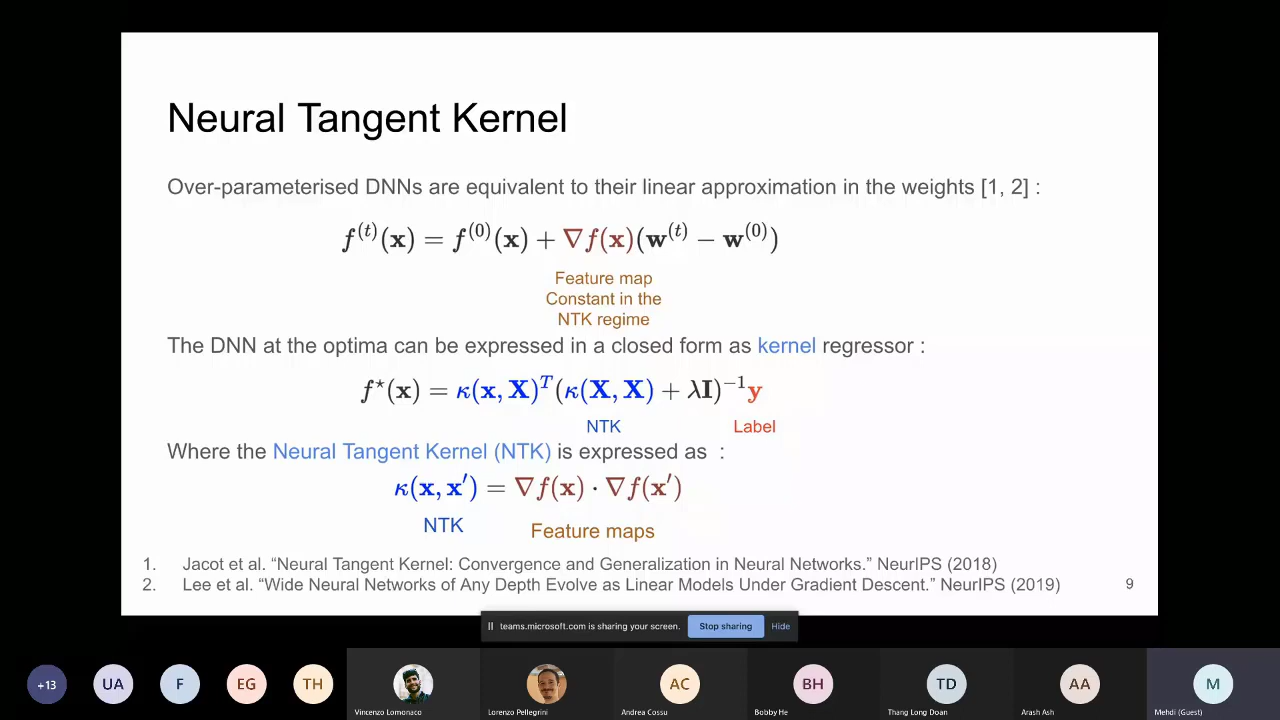 Neural Tangent Kernel
Over-parameterised DNNs are equivalent to their linear approximation in the weights [1, 2] :
f^(t)(x) = f^(0)(x) + ∇f(x)(w^(t) − w^(0))
Feature map
Constant in the
NTK regime
The DNN at the optima can be expressed in a closed form as kernel regressor :
f^⋆(x) = κ(x, X)^T(κ(X, X) + λI)^−1 y
NTK Label
Where the Neural Tangent Kernel (NTK) is expressed as :
κ(x, x′) = ∇f(x) · ∇f(x′)
NTK Feature maps
1. Jacot et al. “Neural Tangent Kernel: Convergence and Generalization in Neural Networks.” NeurIPS (2018)
2. Lee et al. “Wide Neural Networks of Any Depth Evolve as Linear Models Under Gradient Descent.” NeurIPS (2019) 9
teams.microsoft.com is sharing your screen. Stop sharing Hide
+13 UA F EG TH AC BH TD AA M
Vincenzo Lomonaco Lorenzo Pellegrini Andrea Cossu Bobby He Thang Long Doan Arash Ash Mehdi (Guest)